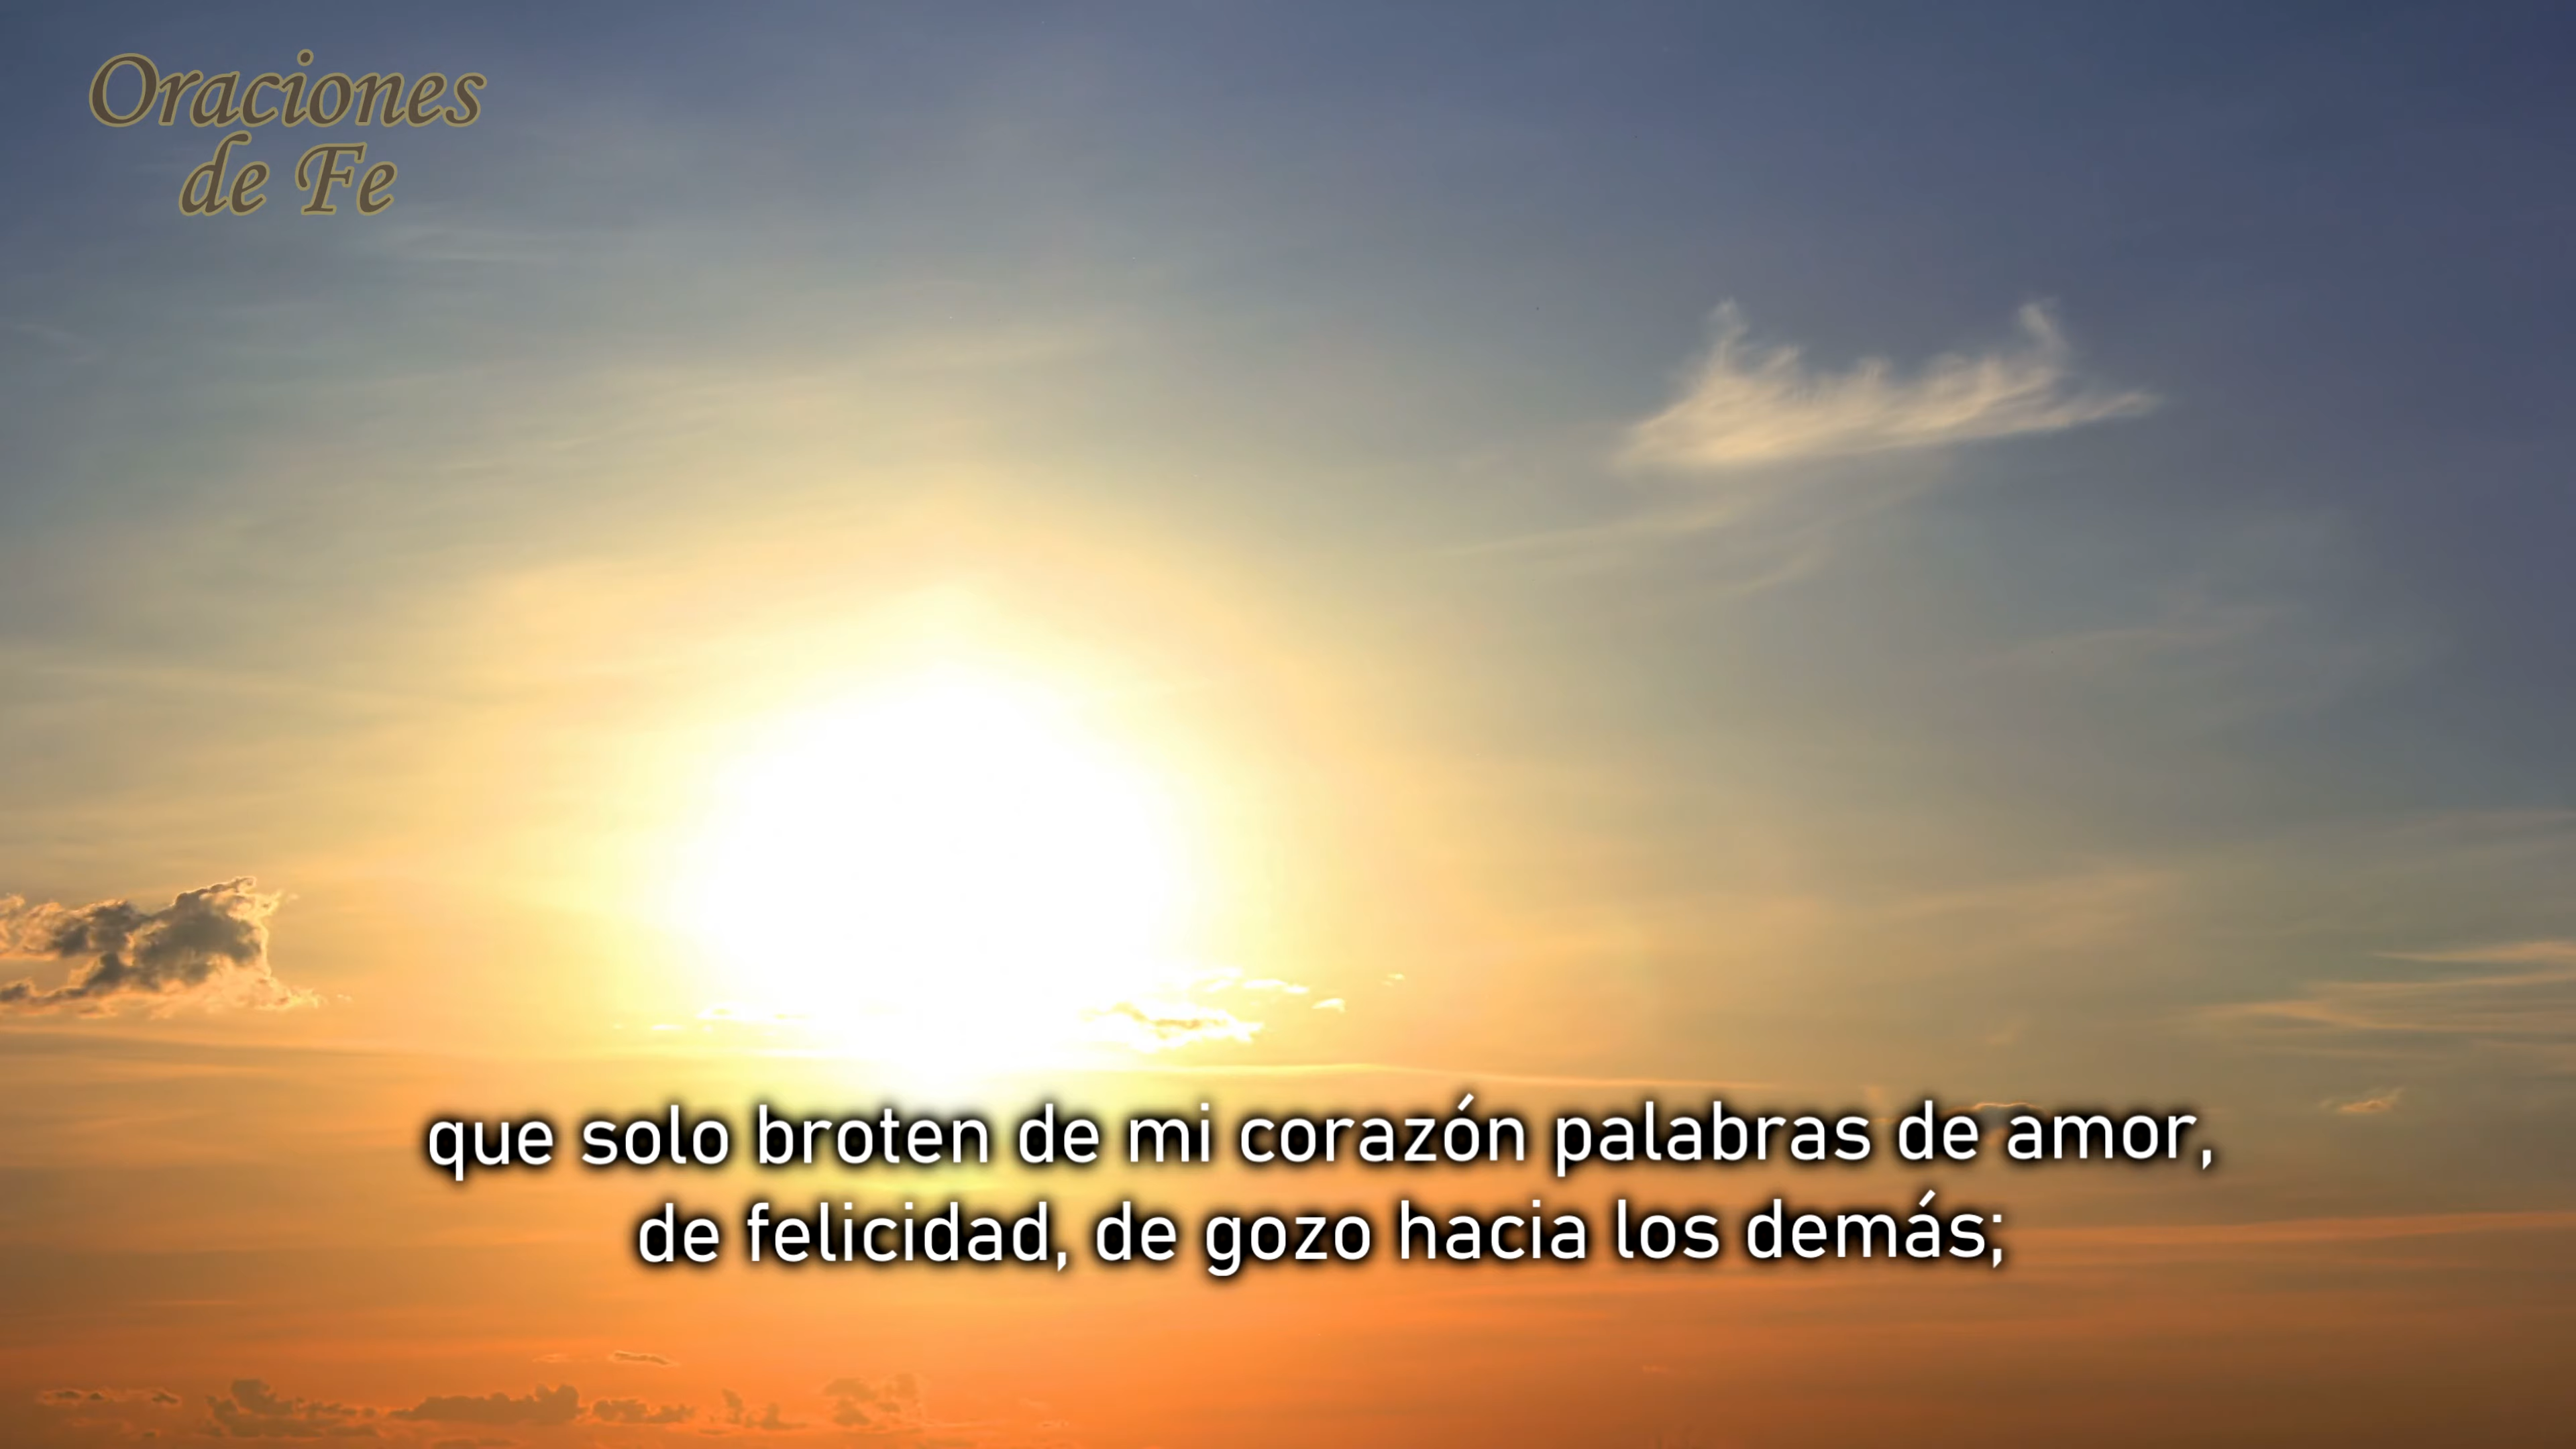 Oraciones
de Fe
que solo broten de mi corazón palabras de amor,
de felicidad, de gozo hacia los demás;